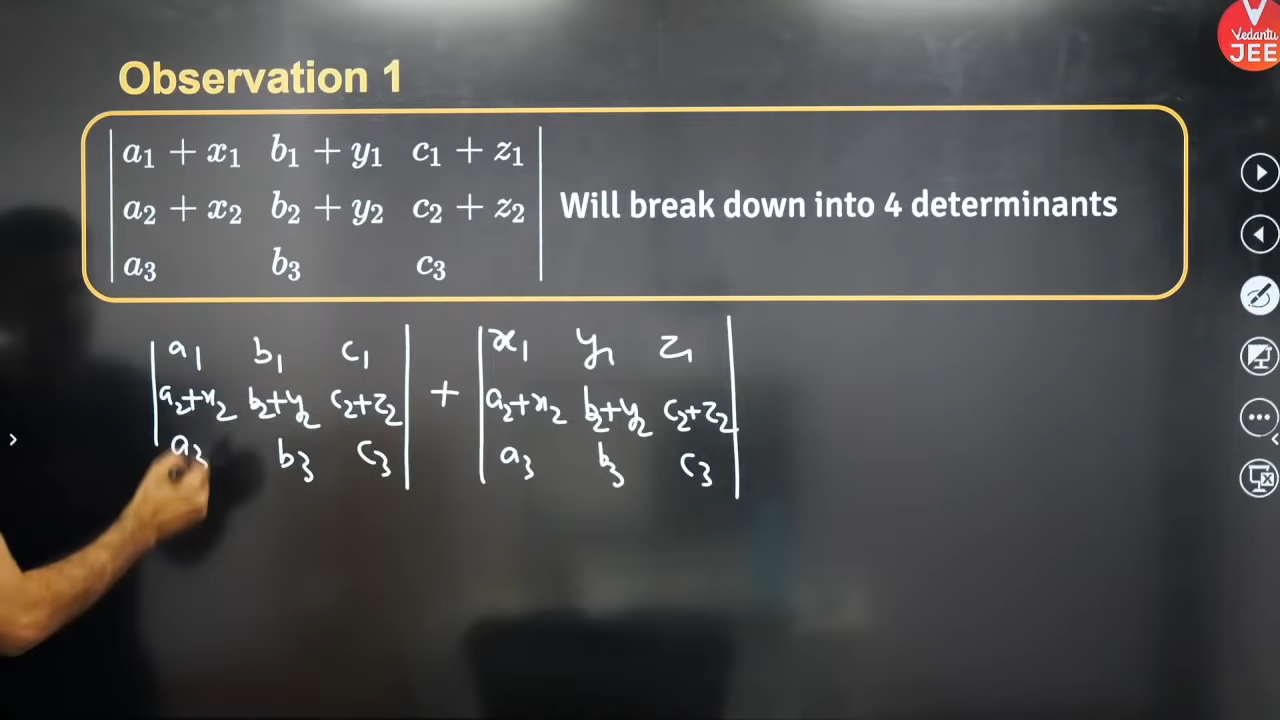 Vedantu
JEE
Observation 1
a₁ + x₁ b₁ + y₁ c₁ + z₁
a₂ + x₂ b₂ + y₂ c₂ + z₂ Will break down into 4 determinants
a₃ b₃ c₃
a₁ b₁ c₁ x₁ y₁ z₁
a₂+x₂ b₂+y₂ c₂+z₂ + a₂+x₂ b₂+y₂ c₂+z₂
a₃ b₃ c₃ a₃ b₃ c₃